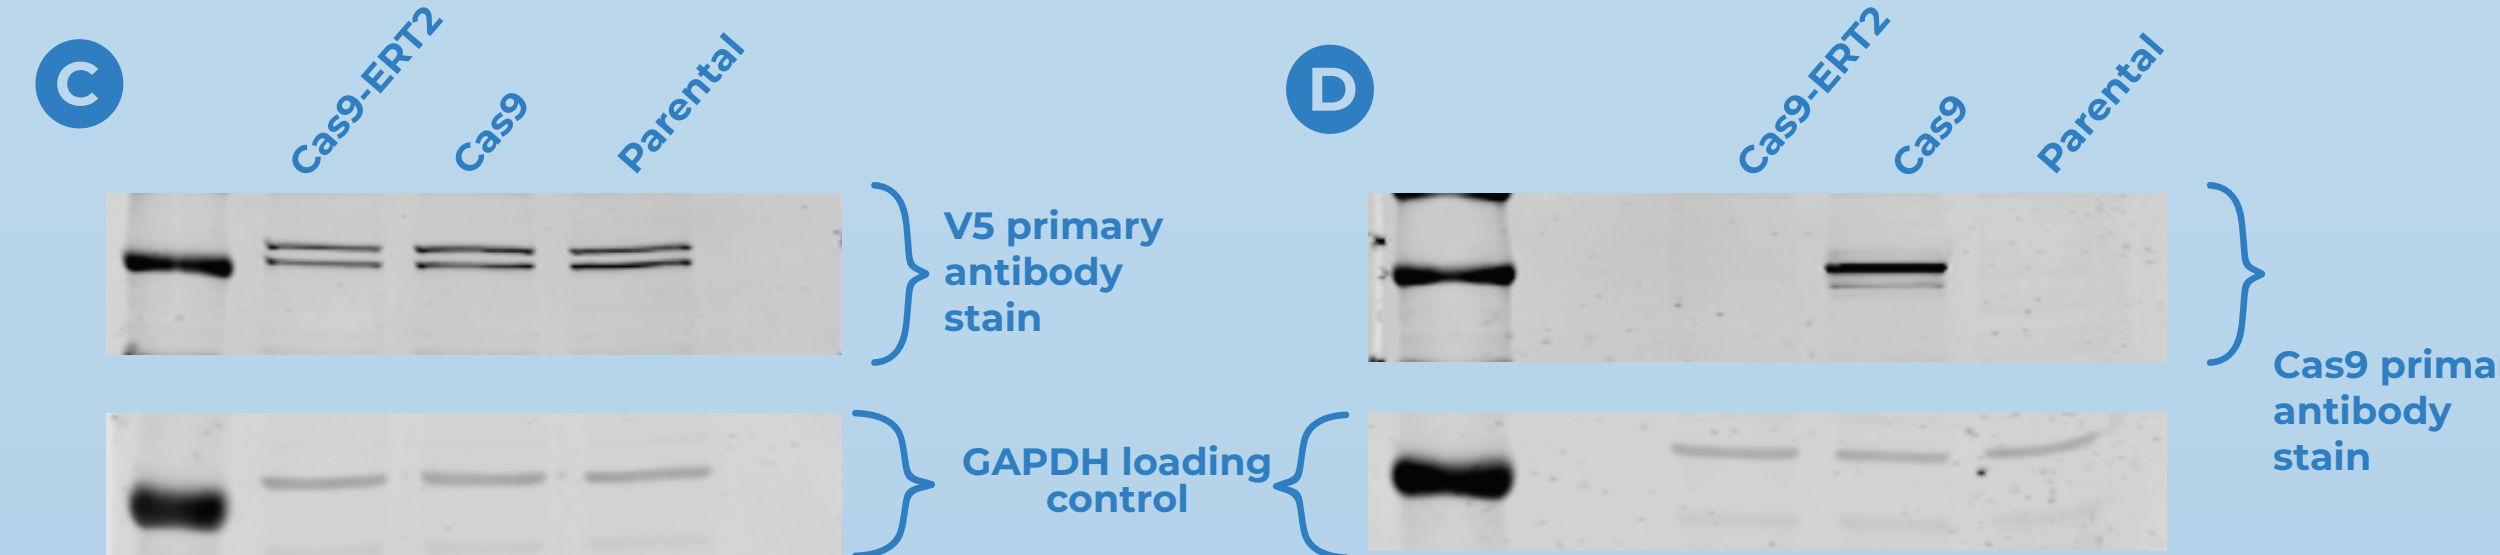 C
Cas9-ERT2
Cas9
Parental
V5 primary
antibody
stain
D
Cas9-ERT2
Cas9
Parental
Cas9 prima
antibody
stain
GAPDH loading
control